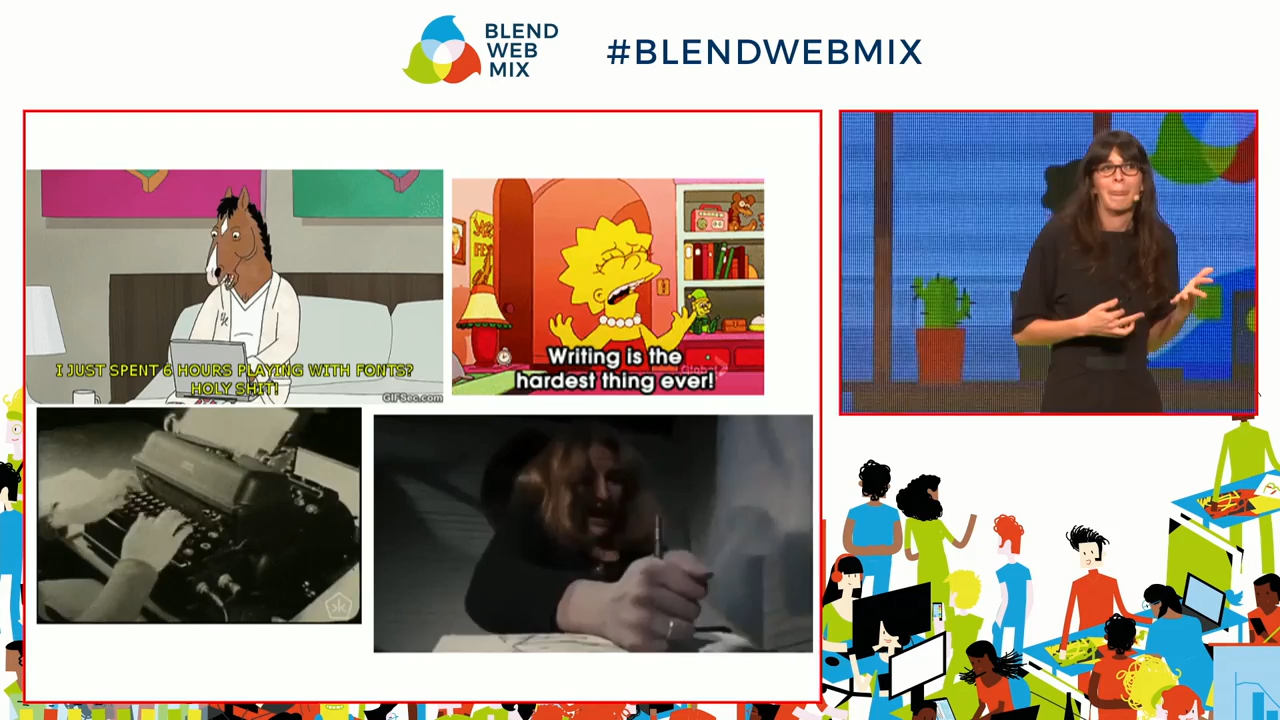 BLEND
WEB
MIX
#BLENDWEBMIX
I JUST SPENT 6 HOURS PLAYING WITH FONTS?
HOLY SHIT!
GIFSec.com
Writing is the
hardest thing ever!